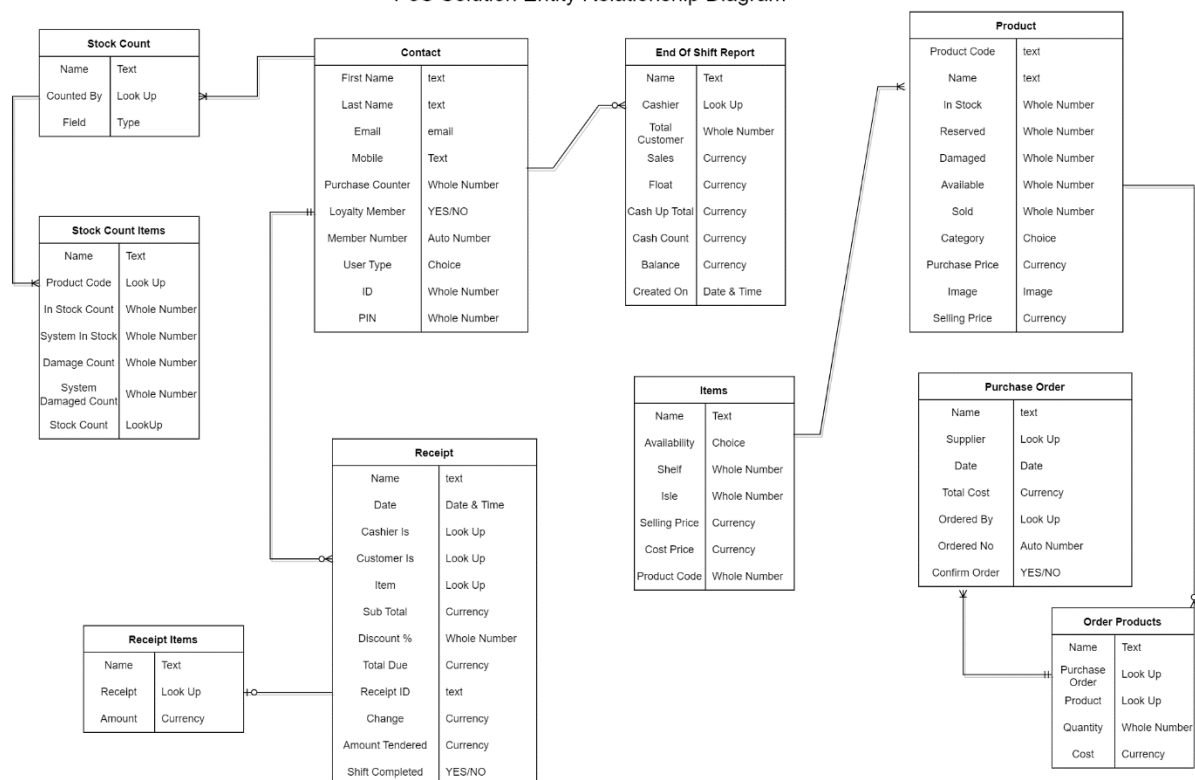 PoS Solution Entity Relationship Diagram
Stock Count
Name Text
Counted By Look Up
Field Type
Contact
First Name text
Last Name text
Email email
Mobile Text
Purchase Counter Whole Number
Loyalty Member YES/NO
Member Number Auto Number
User Type Choice
ID Whole Number
PIN Whole Number
End Of Shift Report
Name Text
Cashier Look Up
Total
Customer Whole Number
Sales Currency
Float Currency
Cash Up Total Currency
Cash Count Currency
Balance Currency
Created On Date & Time
Product
Product Code text
Name text
In Stock Whole Number
Reserved Whole Number
Damaged Whole Number
Available Whole Number
Sold Whole Number
Category Choice
Purchase Price Currency
Image Image
Selling Price Currency
Stock Count Items
Name Text
Product Code Look Up
In Stock Count Whole Number
System In Stock Whole Number
Damage Count Whole Number
System
Damaged Count Whole Number
Stock Count LookUp
Items
Name Text
Availability Choice
Shelf Whole Number
Isle Whole Number
Selling Price Currency
Cost Price Currency
Product Code Whole Number
Purchase Order
Name text
Supplier Look Up
Date Date
Total Cost Currency
Ordered By Look Up
Ordered No Auto Number
Confirm Order YES/NO
Receipt
Name text
Date Date & Time
Cashier Is Look Up
Customer Is Look Up
Item Look Up
Sub Total Currency
Discount % Whole Number
Total Due Currency
Receipt ID text
Change Currency
Amount Tendered Currency
Shift Completed YES/NO
Receipt Items
Name Text
Receipt Look Up
Amount Currency
Order Products
Name Text
Purchase
Order Look Up
Product Look Up
Quantity Whole Number
Cost Currency